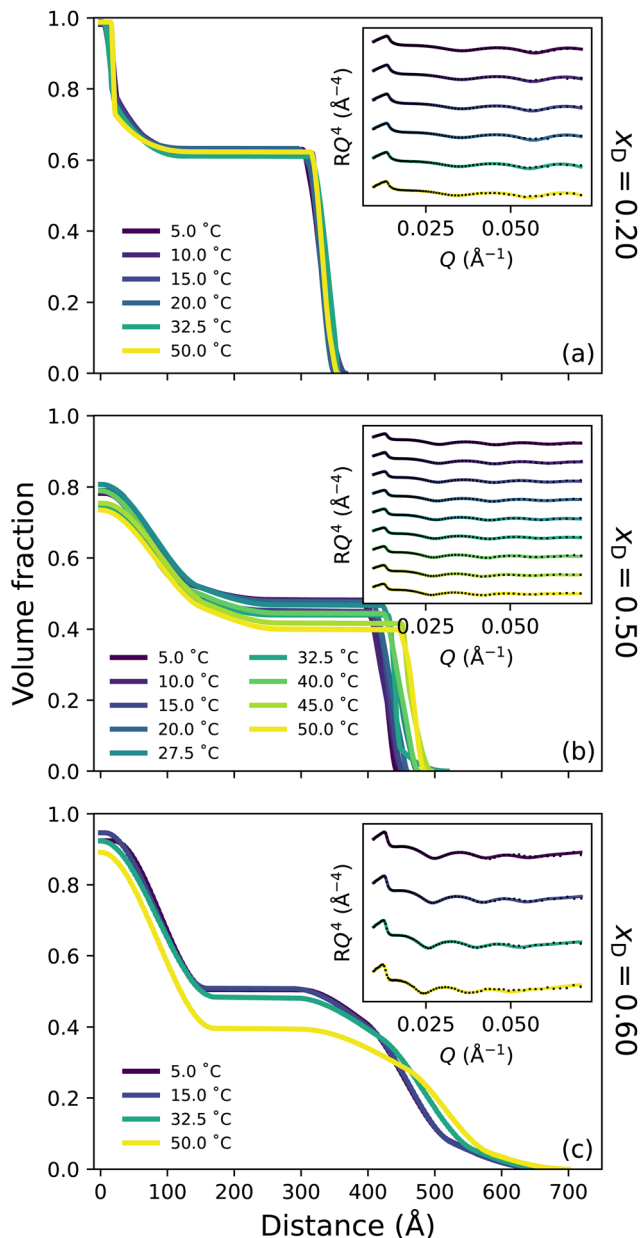 1.0
0.8
0.6
0.4
0.2
0.0
5.0 ˚C
10.0 ˚C
15.0 ˚C
20.0 ˚C
32.5 ˚C
50.0 ˚C
RQ⁴ (Å⁻⁴)
0.025 0.050
Q (Å⁻¹)
(a)
x_D = 0.20
Volume fraction
1.0
0.8
0.6
0.4
0.2
0.0
5.0 ˚C
10.0 ˚C
15.0 ˚C
20.0 ˚C
27.5 ˚C
32.5 ˚C
40.0 ˚C
45.0 ˚C
50.0 ˚C
RQ⁴ (Å⁻⁴)
0.025 0.050
Q (Å⁻¹)
(b)
x_D = 0.50
1.0
0.8
0.6
0.4
0.2
0.0
5.0 ˚C
15.0 ˚C
32.5 ˚C
50.0 ˚C
RQ⁴ (Å⁻⁴)
0.025 0.050
Q (Å⁻¹)
(c)
x_D = 0.60
0 100 200 300 400 500 600 700
Distance (Å)